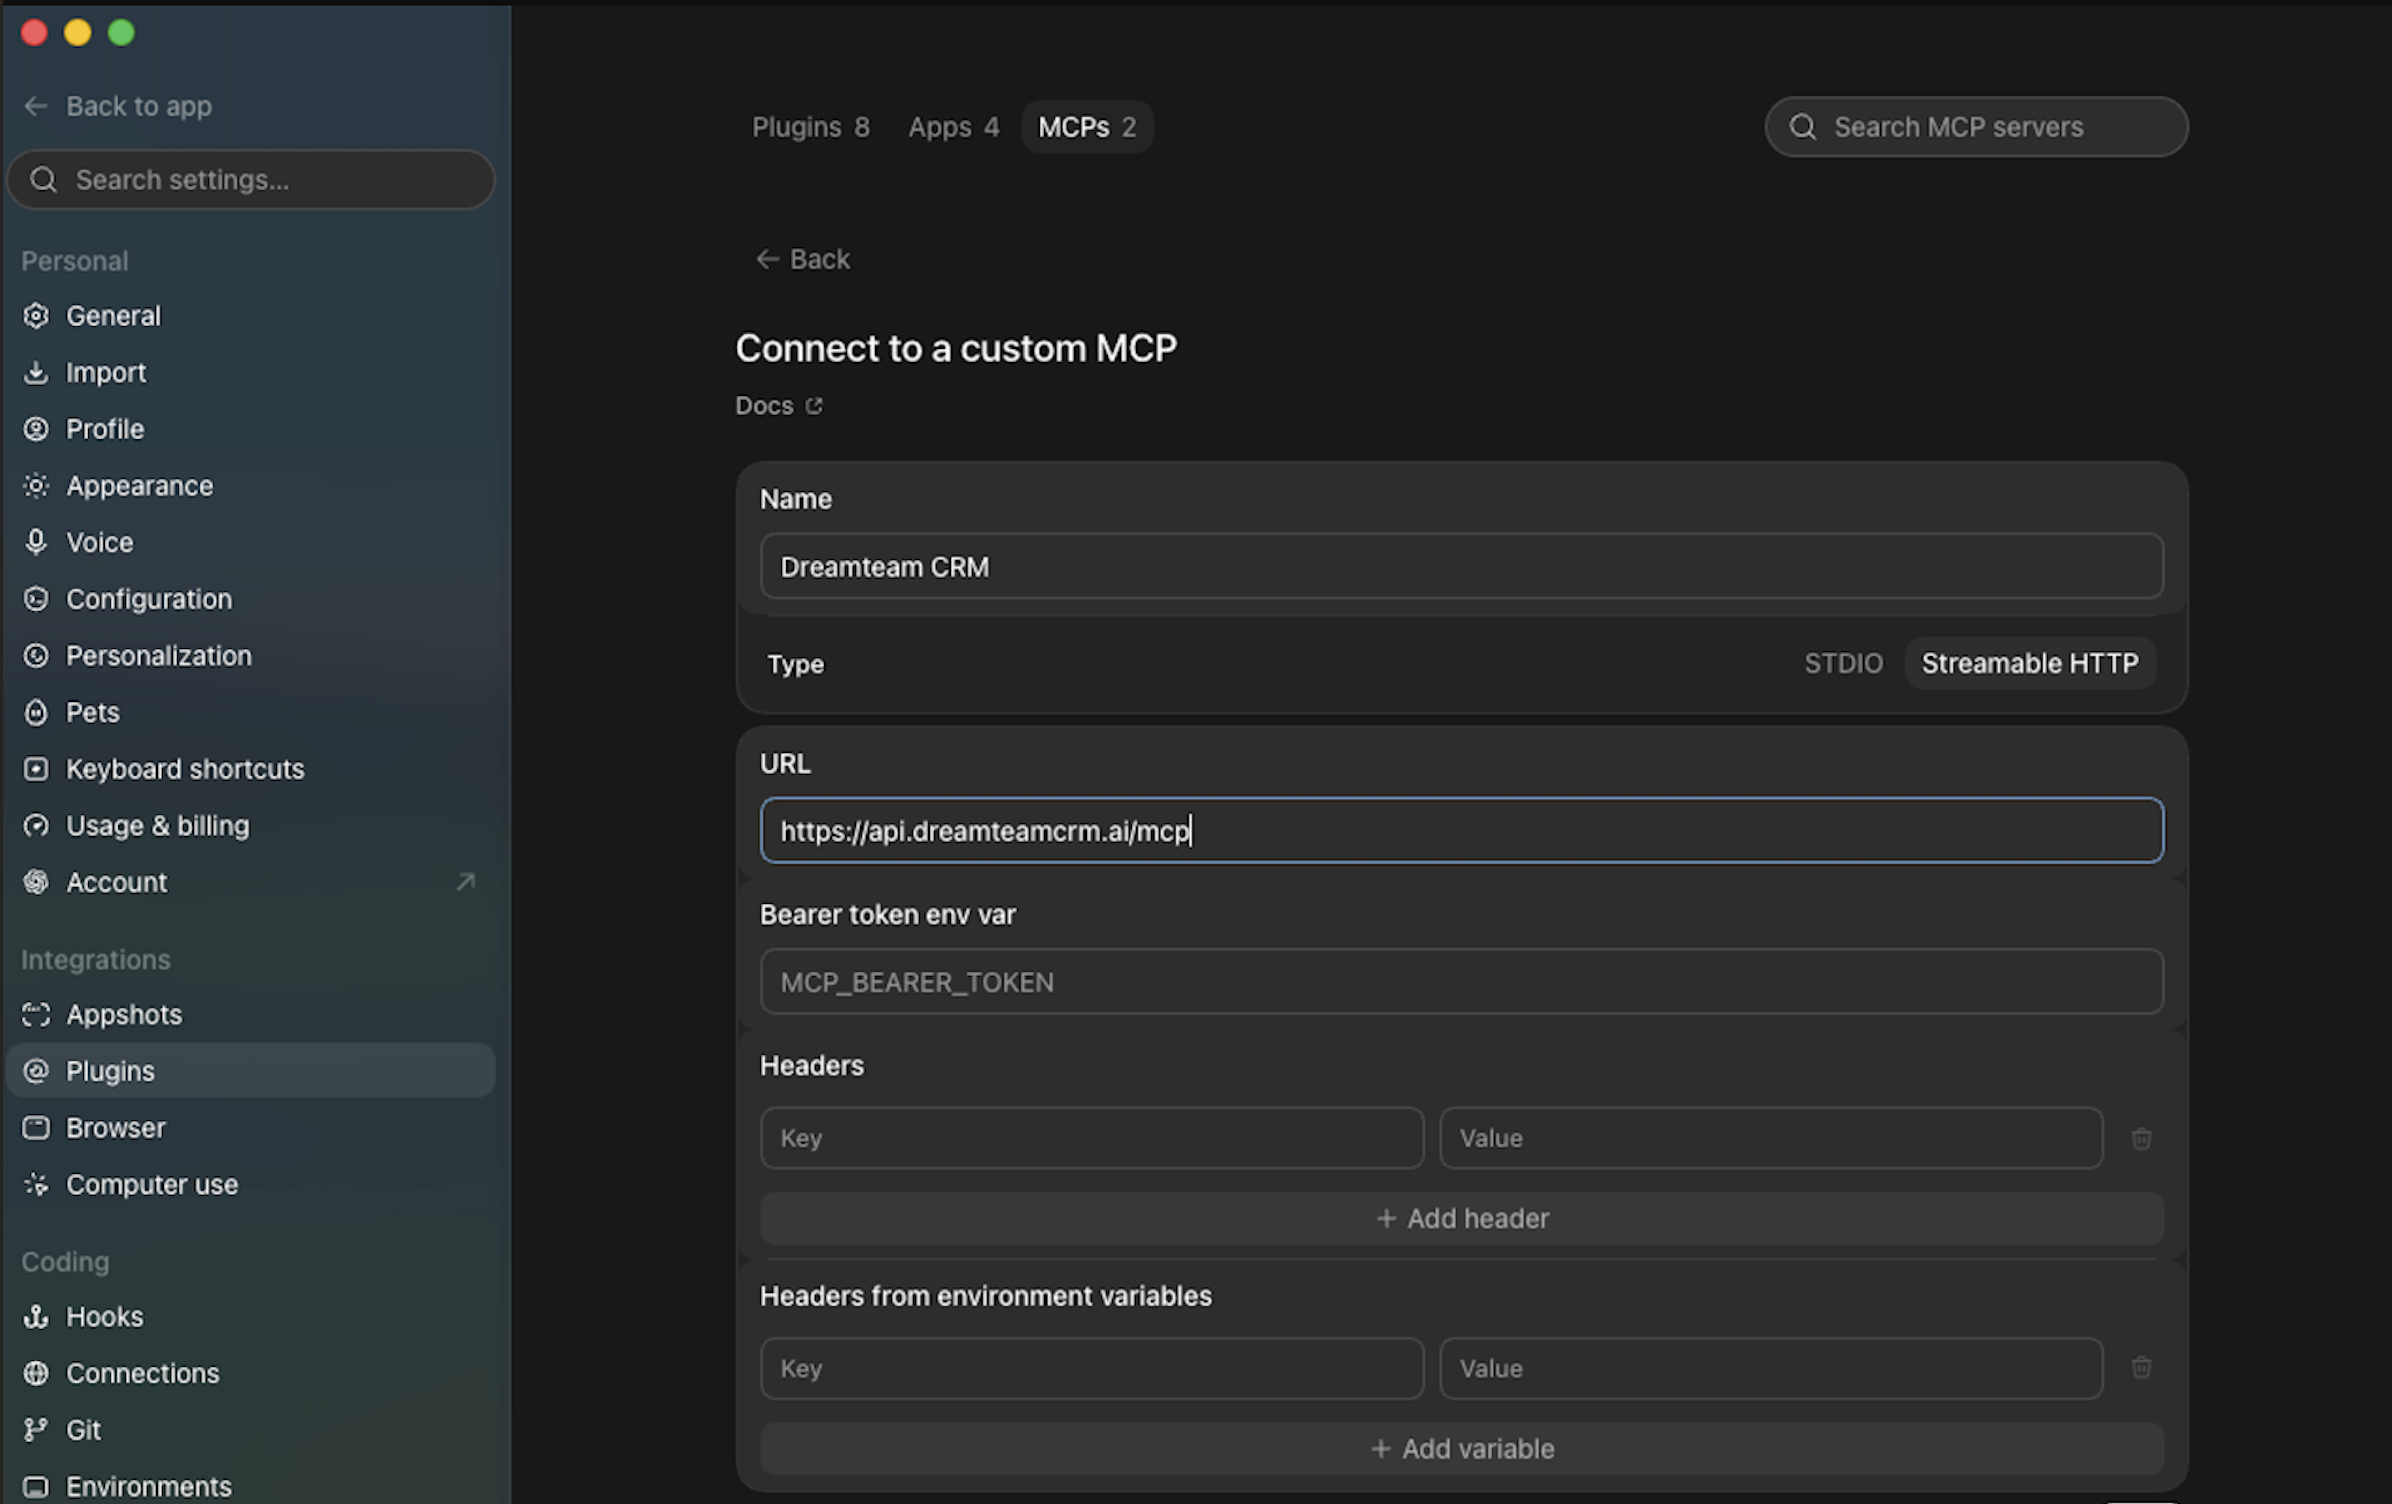 Back to app
Search settings...
Personal
General
Import
Profile
Appearance
Voice
Configuration
Personalization
Pets
Keyboard shortcuts
Usage & billing
Account
Integrations
Appshots
Plugins
Browser
Computer use
Coding
Hooks
Connections
Git
Environments
Plugins 8 Apps 4 MCPs 2
Search MCP servers
Back
Connect to a custom MCP
Docs
Name
Dreamteam CRM
Type STDIO Streamable HTTP
URL
https://api.dreamteamcrm.ai/mcp
Bearer token env var
MCP_BEARER_TOKEN
Headers
Key Value
+ Add header
Headers from environment variables
Key Value
+ Add variable